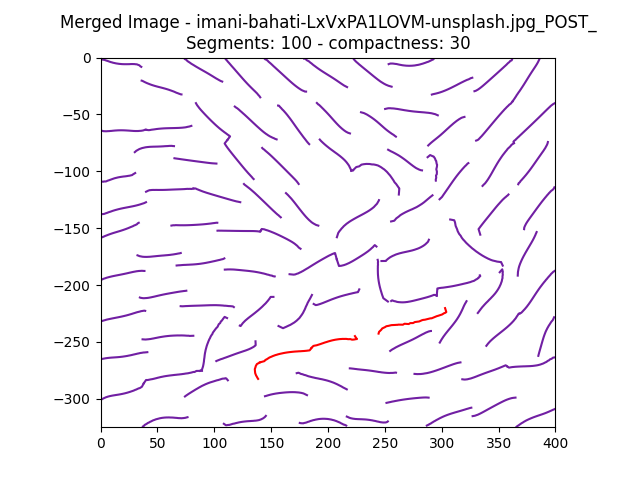 Merged Image - imani-bahati-LxVxPA1LOVM-unsplash.jpg_POST_
Segments: 100 - compactness: 30
0
−50
−100
−150
−200
−250
−300
0 50 100 150 200 250 300 350 400